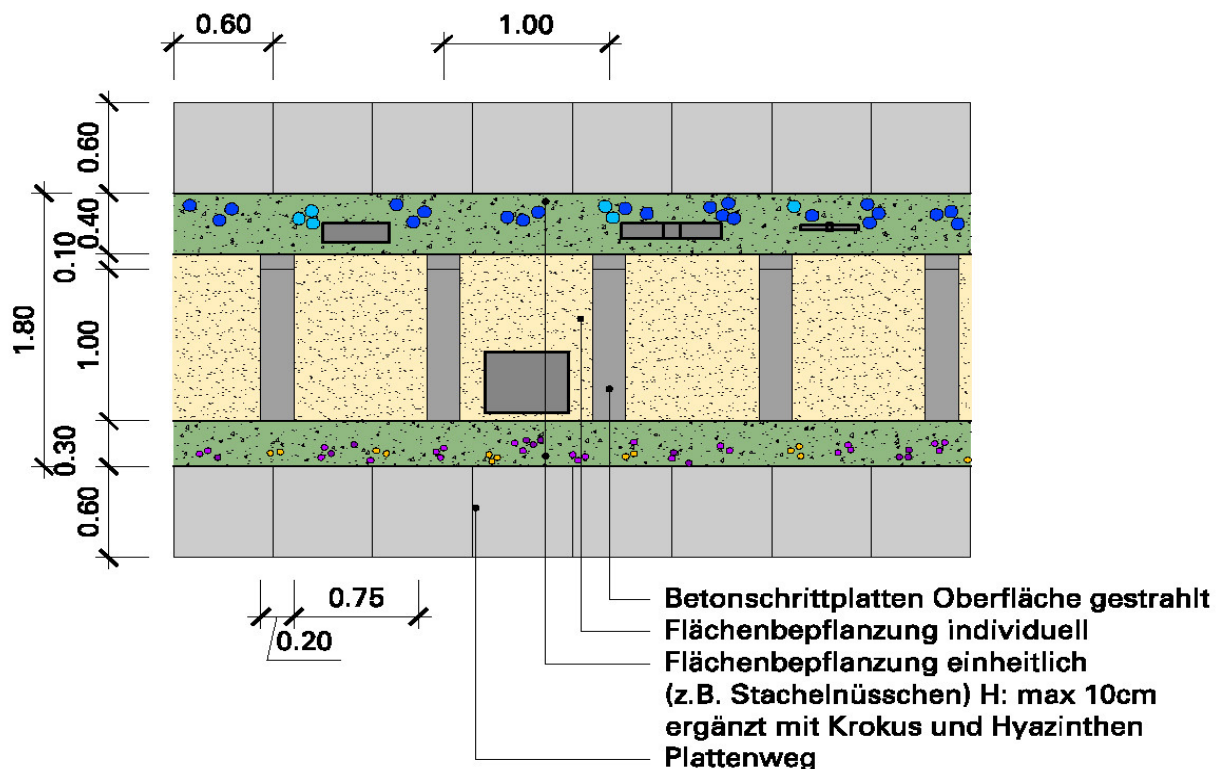 0.60
1.00
0.60
0.40
0.10
1.80
1.00
0.30
0.60
0.75
0.20
Betonschrittplatten Oberfläche gestrahlt
Flächenbepflanzung individuell
Flächenbepflanzung einheitlich
(z.B. Stachelnüsschen) H: max 10cm
ergänzt mit Krokus und Hyazinthen
Plattenweg